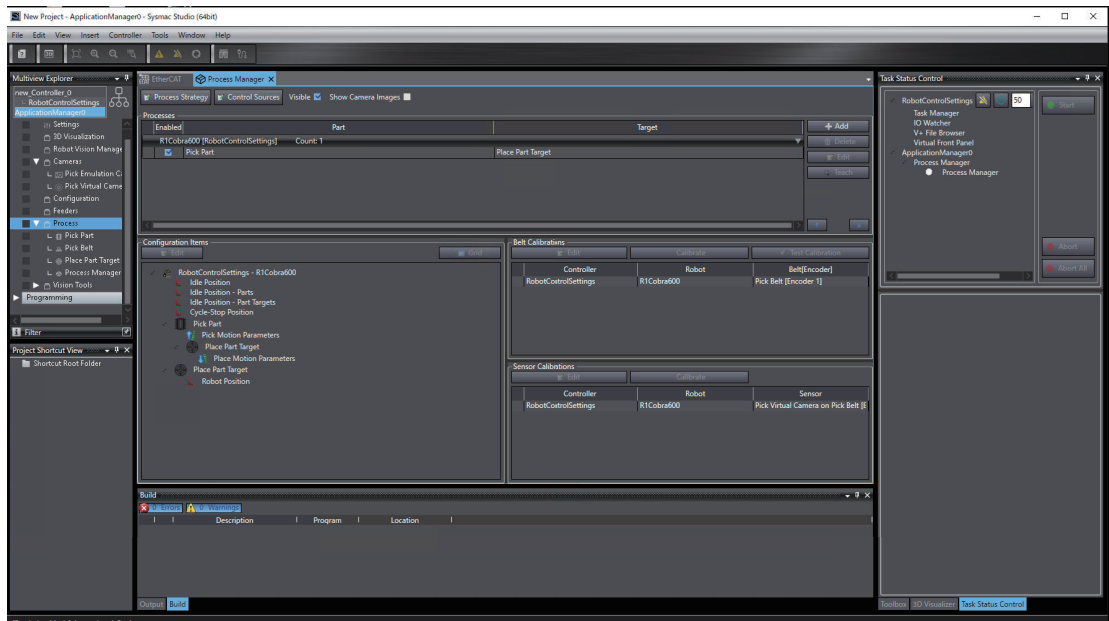 New Project - ApplicationManager0 - Sysmac Studio (64bit)
File Edit View Insert Controller Tools Window Help
Multiview Explorer
new_Controller_0
RobotControlSettings
ApplicationManager0
Settings
3D Visualization
Robot Vision Manage
Cameras
Pick Emulation C
Pick Virtual Came
Configuration
Feeders
Process
Pick Part
Pick Belt
Place Part Target
Process Manager
Vision Tools
Programming
Filter
Project Shortcut View
Shortcut Root Folder
EtherCAT Process Manager X
Process Strategy Control Sources Visible Show Camera Images
Processes
Enabled Part Target
R1Cobra600 [RobotControlSettings] Count: 1
Pick Part Place Part Target
Add
Delete
Edit
Teach
Configuration Items
Edit Grid
RobotControlSettings - R1Cobra600
Idle Position
Idle Position - Parts
Idle Position - Part Targets
Cycle-Stop Position
Pick Part
Pick Motion Parameters
Place Part Target
Place Motion Parameters
Place Part Target
Robot Position
Belt Calibrations
Edit Calibrate Test Calibration
Controller Robot Belt[Encoder]
RobotControlSettings R1Cobra600 Pick Belt [Encoder 1]
Sensor Calibrations
Edit Calibrate
Controller Robot Sensor
RobotControlSettings R1Cobra600 Pick Virtual Camera on Pick Belt [E
Build
0 Errors 0 Warnings
Description Program Location
Output Build
Task Status Control
RobotControlSettings 50
Task Manager
IO Watcher
V+ File Browser
Virtual Front Panel
ApplicationManager0
Process Manager
Process Manager
Start
Abort
Abort All
Toolbox 3D Visualizer Task Status Control